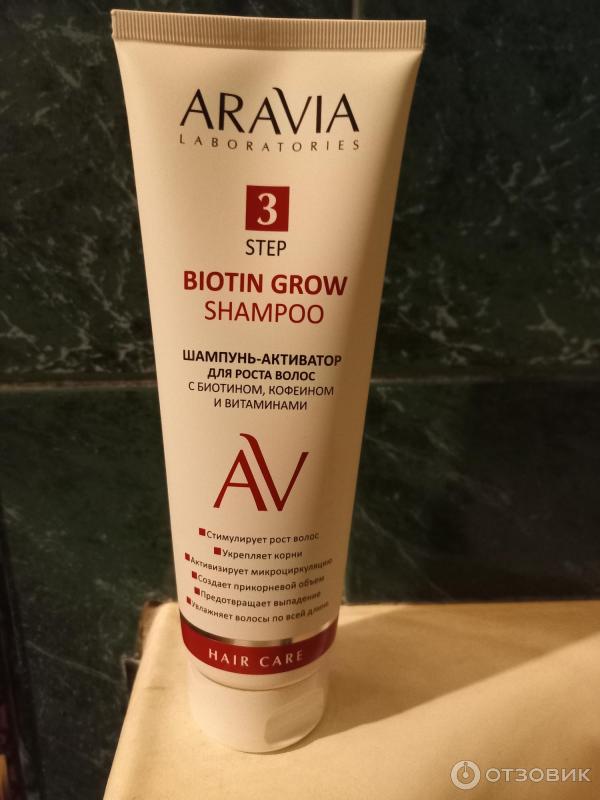 ARAVIA
LABORATORIES
3
STEP
BIOTIN GROW
SHAMPOO
ШАМПУНЬ-АКТИВАТОР
ДЛЯ РОСТА ВОЛОС
С БИОТИНОМ, КОФЕИНОМ
И ВИТАМИНАМИ
AV
Стимулирует рост волос
Укрепляет корни
Активизирует микроциркуляцию
Создает прикорневой объем
Предотвращает выпадение
Увлажняет волосы по всей длине
HAIR CARE
ОТЗОВИК